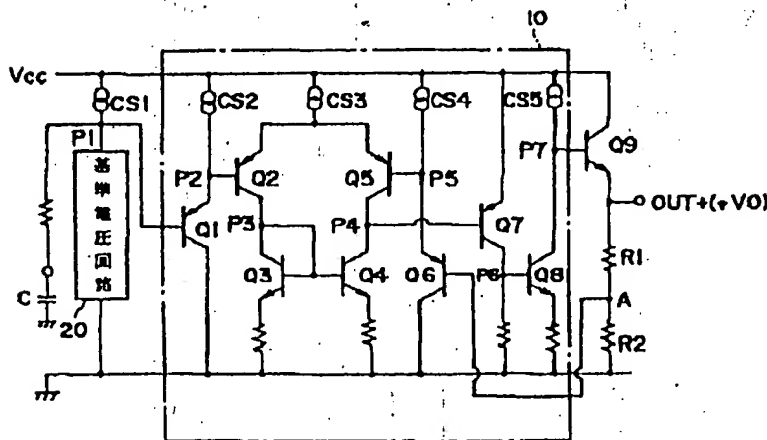 10
Vcc
CS1
CS2
CS3
CS4
CS5
P1
P2
Q2
Q5
P5
P7
Q9
基準電圧回路
Q1
P3
P4
Q7
OUT+(+VO)
Q3
Q4
Q6
P6
Q8
R1
C
20
A
R2